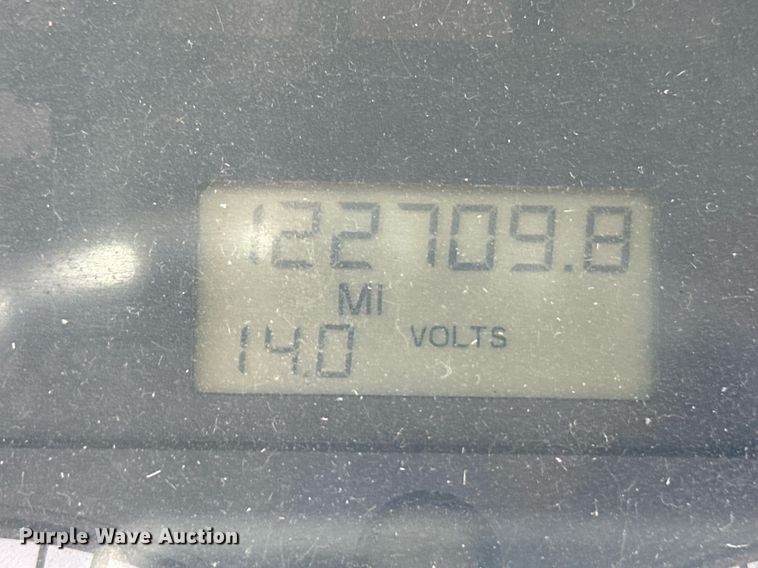 122709.8
MI
14.0 VOLTS
Purple Wave Auction®